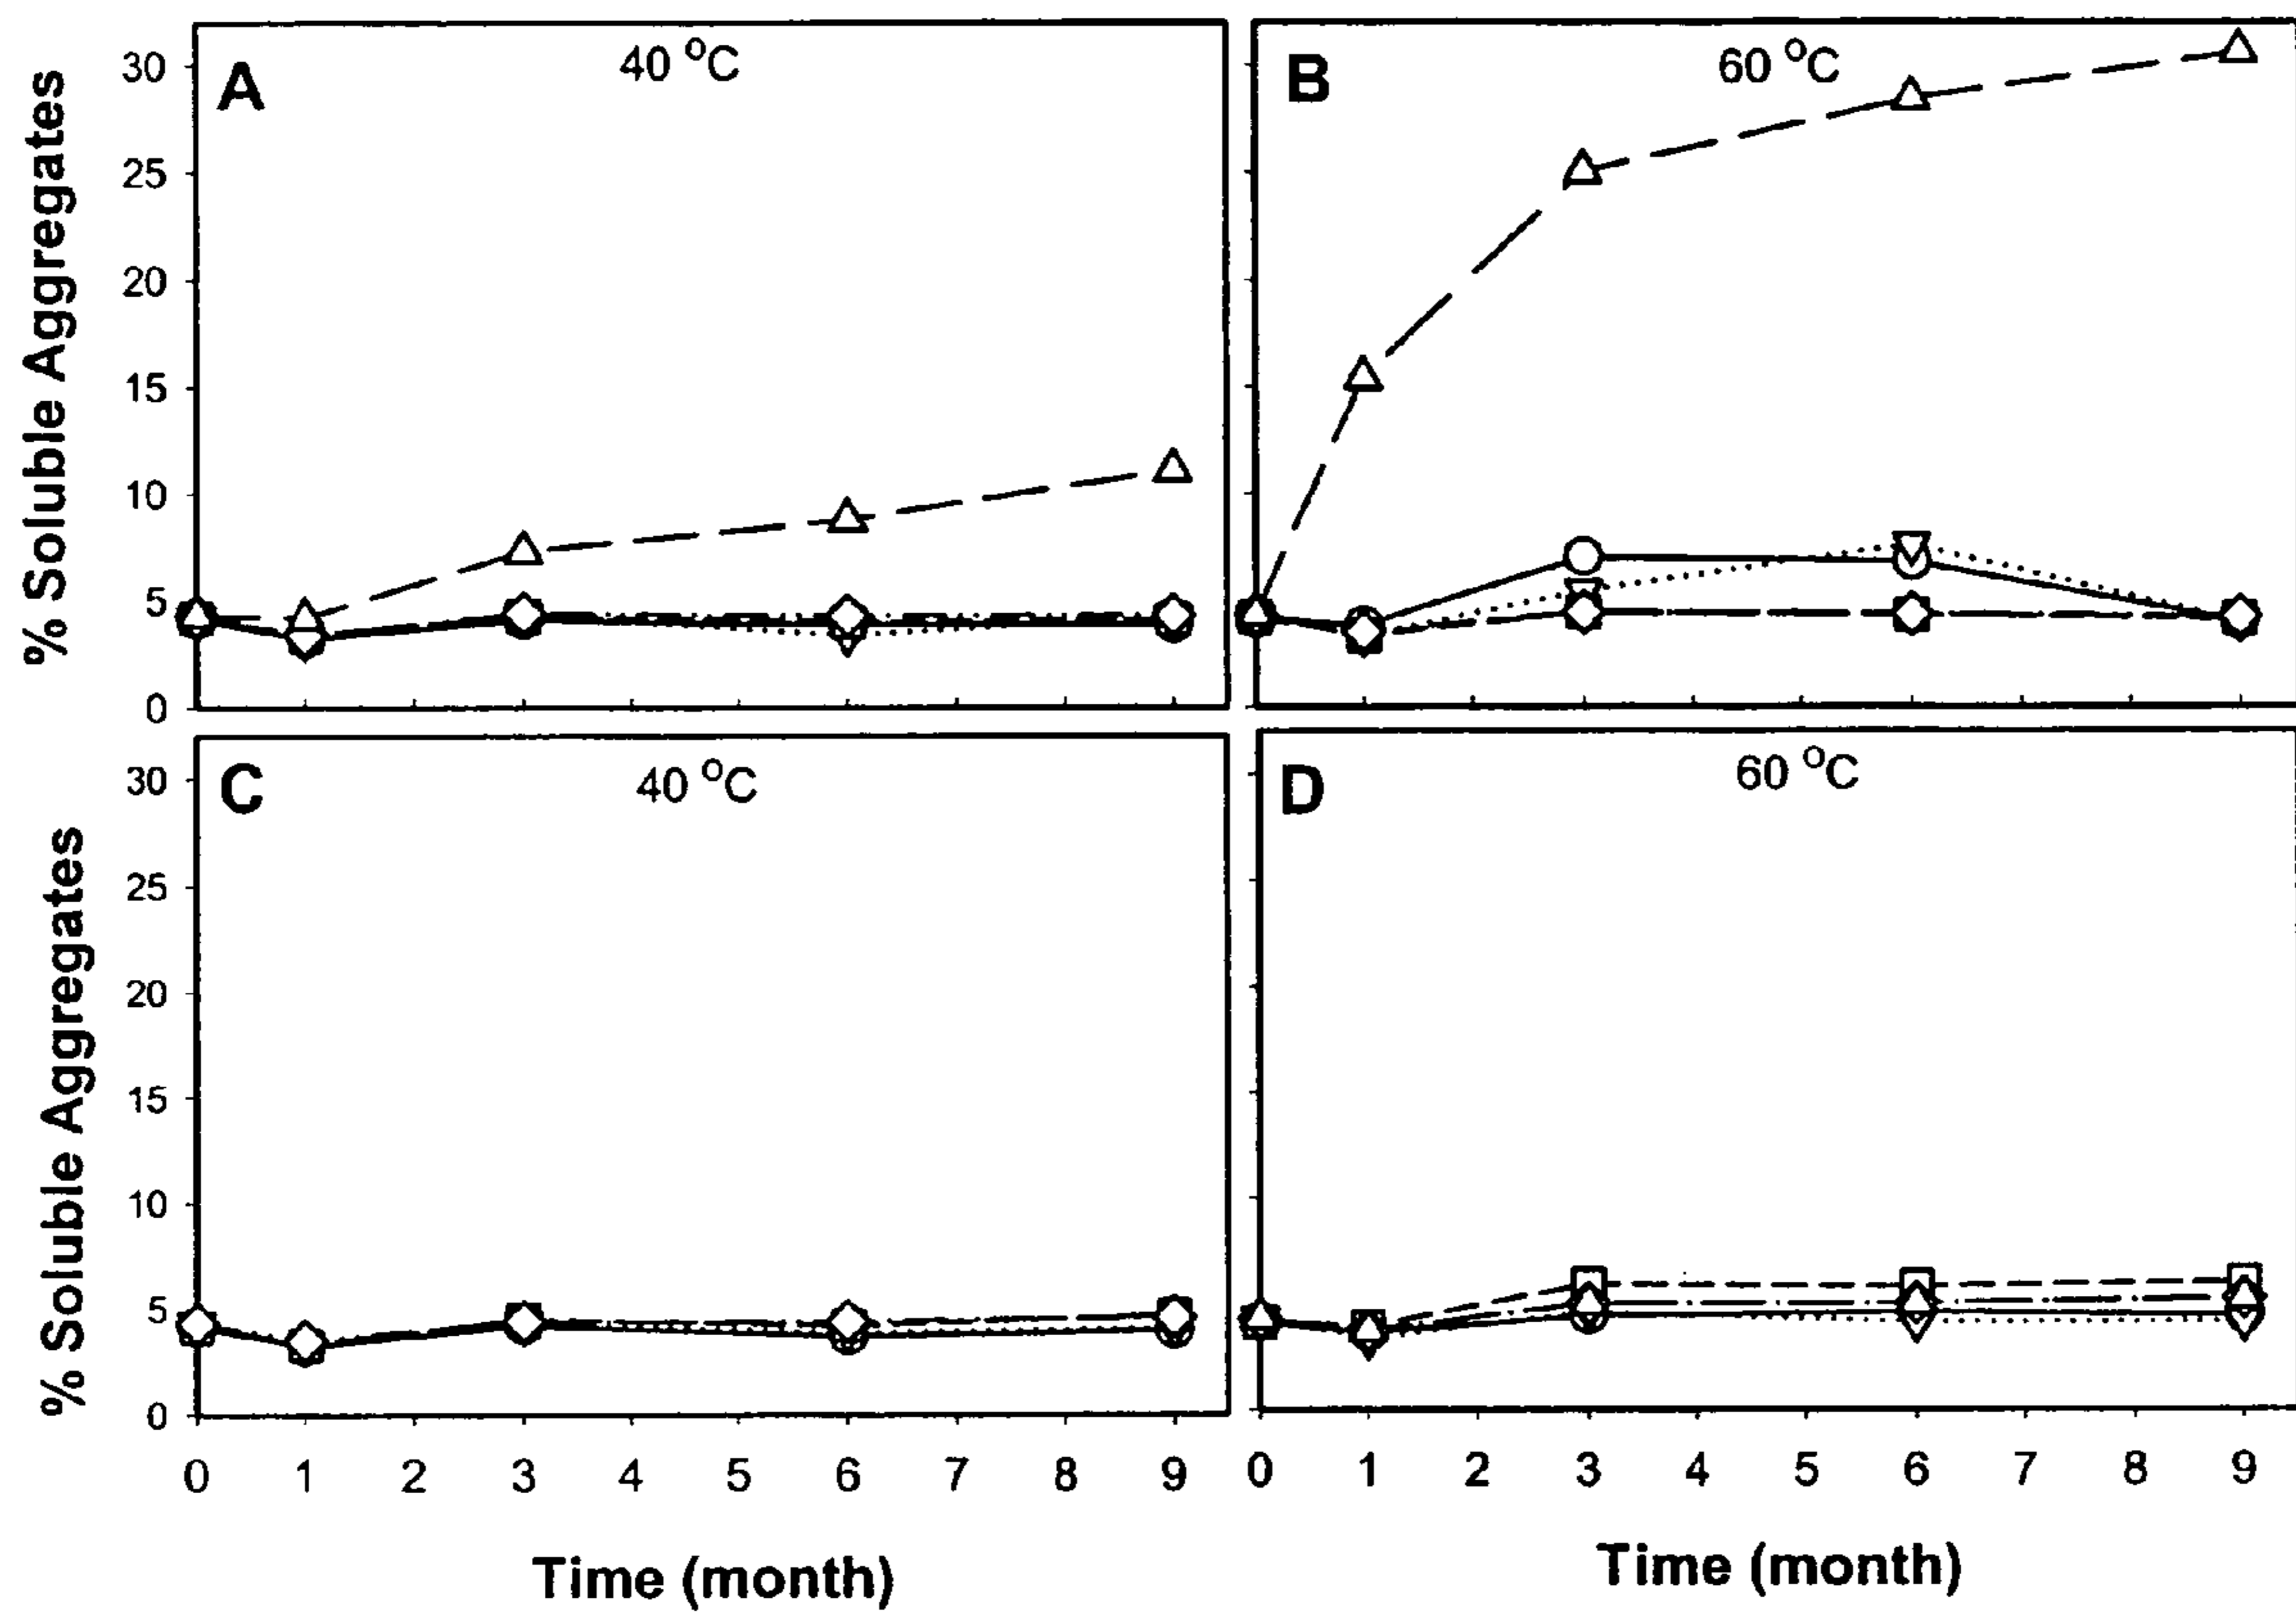 A 40 °C
B 60 °C
% Soluble Aggregates
30
25
20
15
10
5
0
C 40 °C
D 60 °C
% Soluble Aggregates
30
25
20
15
10
5
0
0 1 2 3 4 5 6 7 8 9
0 1 2 3 4 5 6 7 8 9
Time (month)
Time (month)